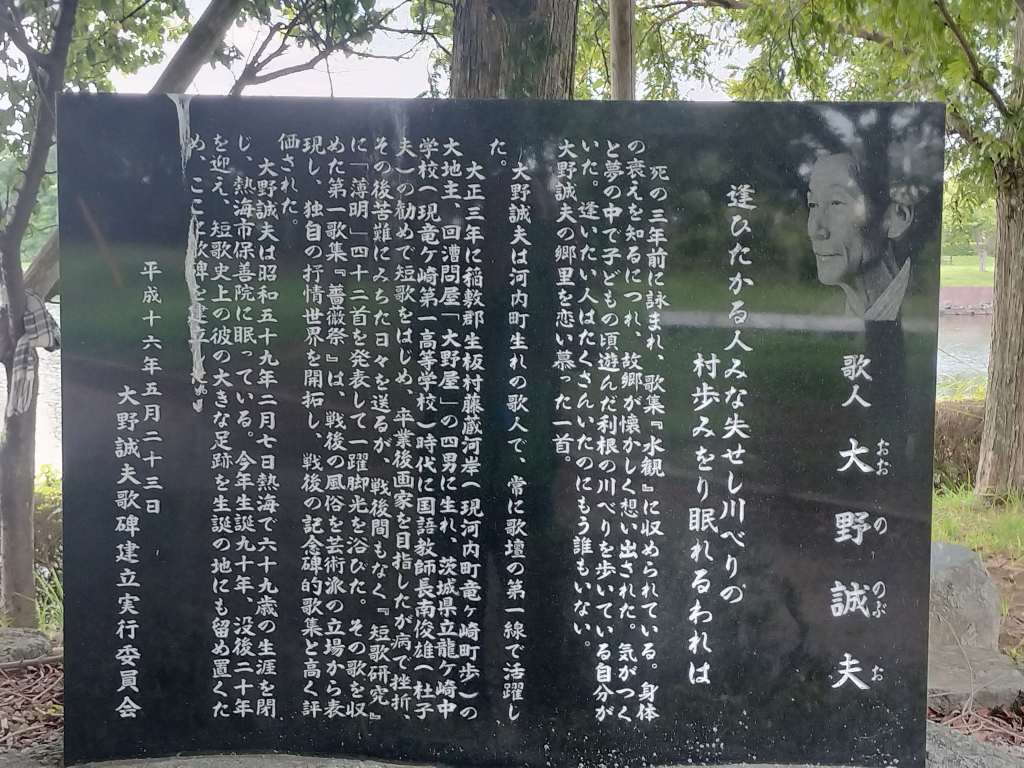 歌人 大野誠夫
おおのの ぶお
逢ひたかる人みな失せし川べりの
村歩みをり眠れるわれは
死の三年前に詠まれ、歌集『水観』に収められている。身体
の衰えを知るにつれ、故郷が懐かしく想い出された。気がつく
と夢の中で子どもの頃遊んだ利根の川べりを歩いている自分が
いた。逢いたい人はたくさんいたのにもう誰もいない。
大野誠夫の郷里を恋い慕った一首。
大野誠夫は河内町生れの歌人で、常に歌壇の第一線で活躍し
た。
大正三年に稲敷郡生板村藤蔵河岸(現河内町竜ヶ崎町歩)の
大地主、回漕問屋「大野屋」の四男に生れ、茨城県立龍ケ崎中
学校(現竜ケ崎第一高等学校)時代に国語教師長南俊雄(杜子
夫)の勧めで短歌をはじめ、卒業後画家を目指したが病で挫折、
その後苦難にみちた日々を送るが、戦後間もなく『短歌研究』
に「薄明」四十二首を発表して一躍脚光を浴びた。その歌を収
めた第一歌集『薔薇祭』は、戦後の風俗を芸術派の立場から表
現し、独自の抒情世界を開拓し、戦後の記念碑的歌集と高く評
価された。
大野誠夫は昭和五十九年二月七日熱海で六十九歳の生涯を閉
じ、熱海市保善院に眠っている。今年生誕九十年、没後二十年
を迎え、短歌史上の彼の大きな足跡を生誕の地にも留め置くた
め、ここに歌碑を建立
平成十六年五月二十三日
大野誠夫歌碑建立実行委員会